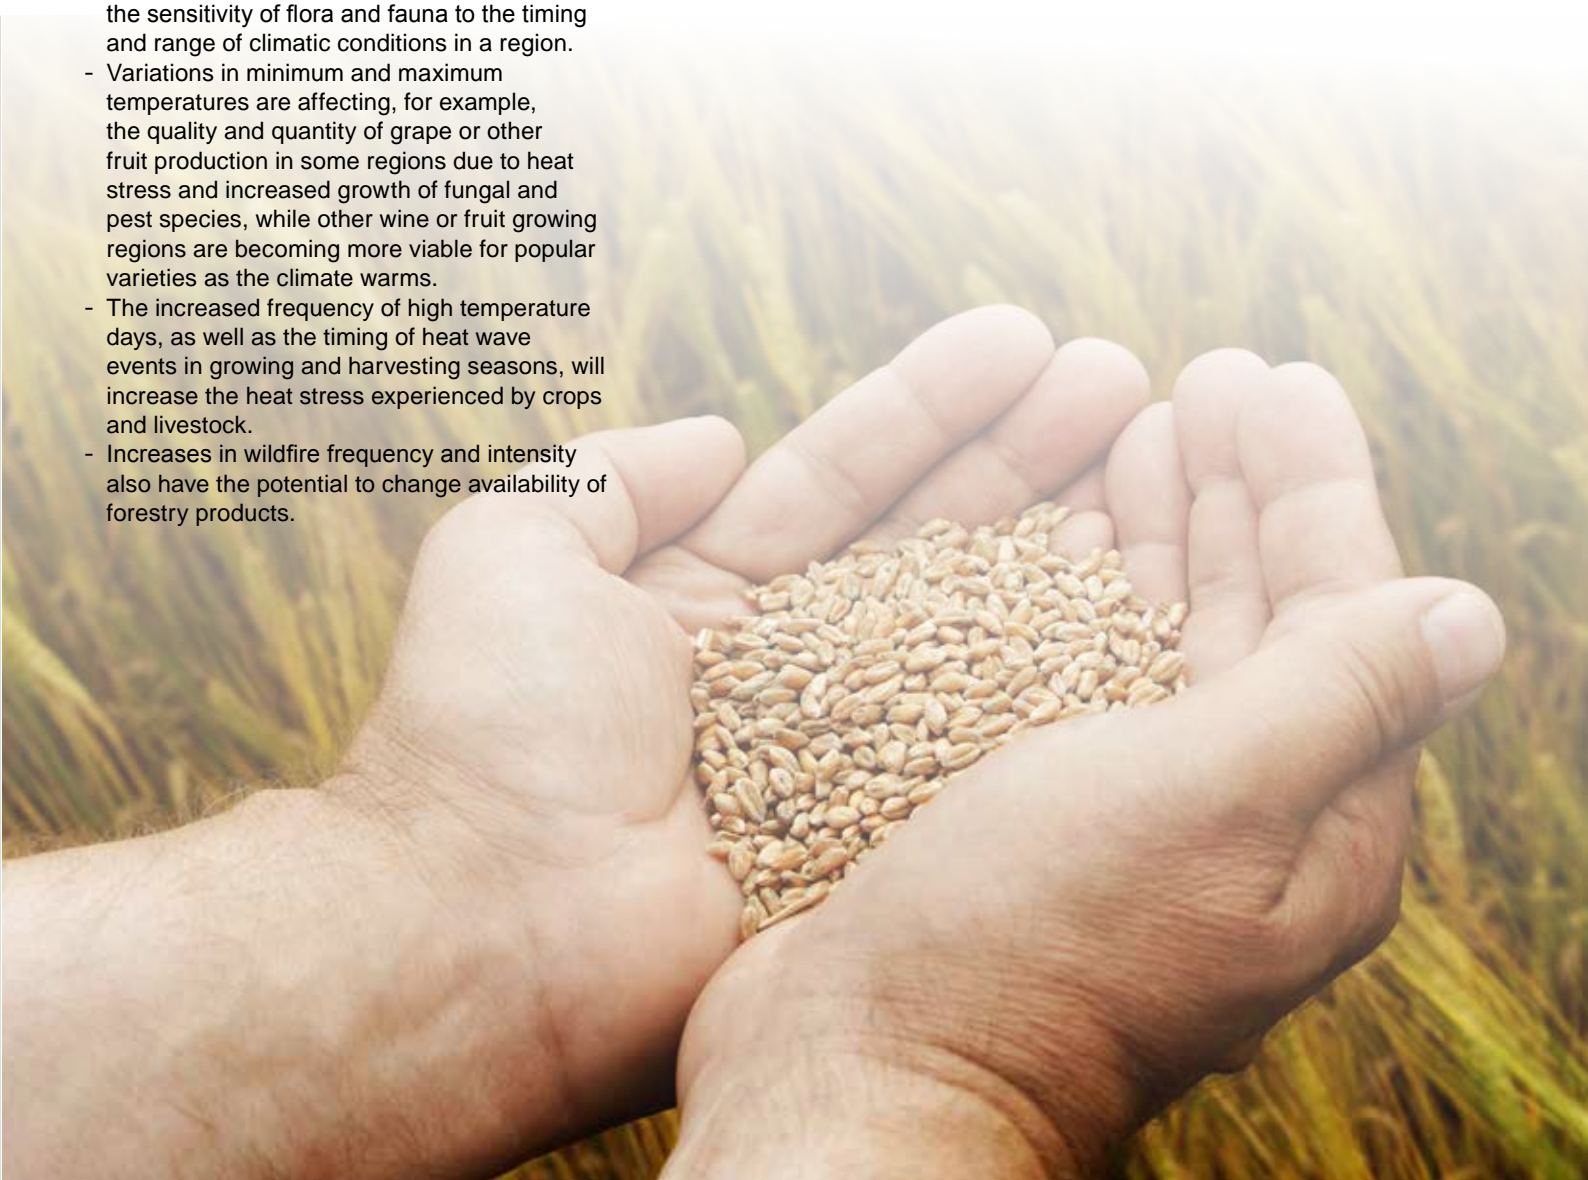 the sensitivity of flora and fauna to the timing
and range of climatic conditions in a region.
- Variations in minimum and maximum
temperatures are affecting, for example,
the quality and quantity of grape or other
fruit production in some regions due to heat
stress and increased growth of fungal and
pest species, while other wine or fruit growing
regions are becoming more viable for popular
varieties as the climate warms.
- The increased frequency of high temperature
days, as well as the timing of heat wave
events in growing and harvesting seasons, will
increase the heat stress experienced by crops
and livestock.
- Increases in wildfire frequency and intensity
also have the potential to change availability of
forestry products.